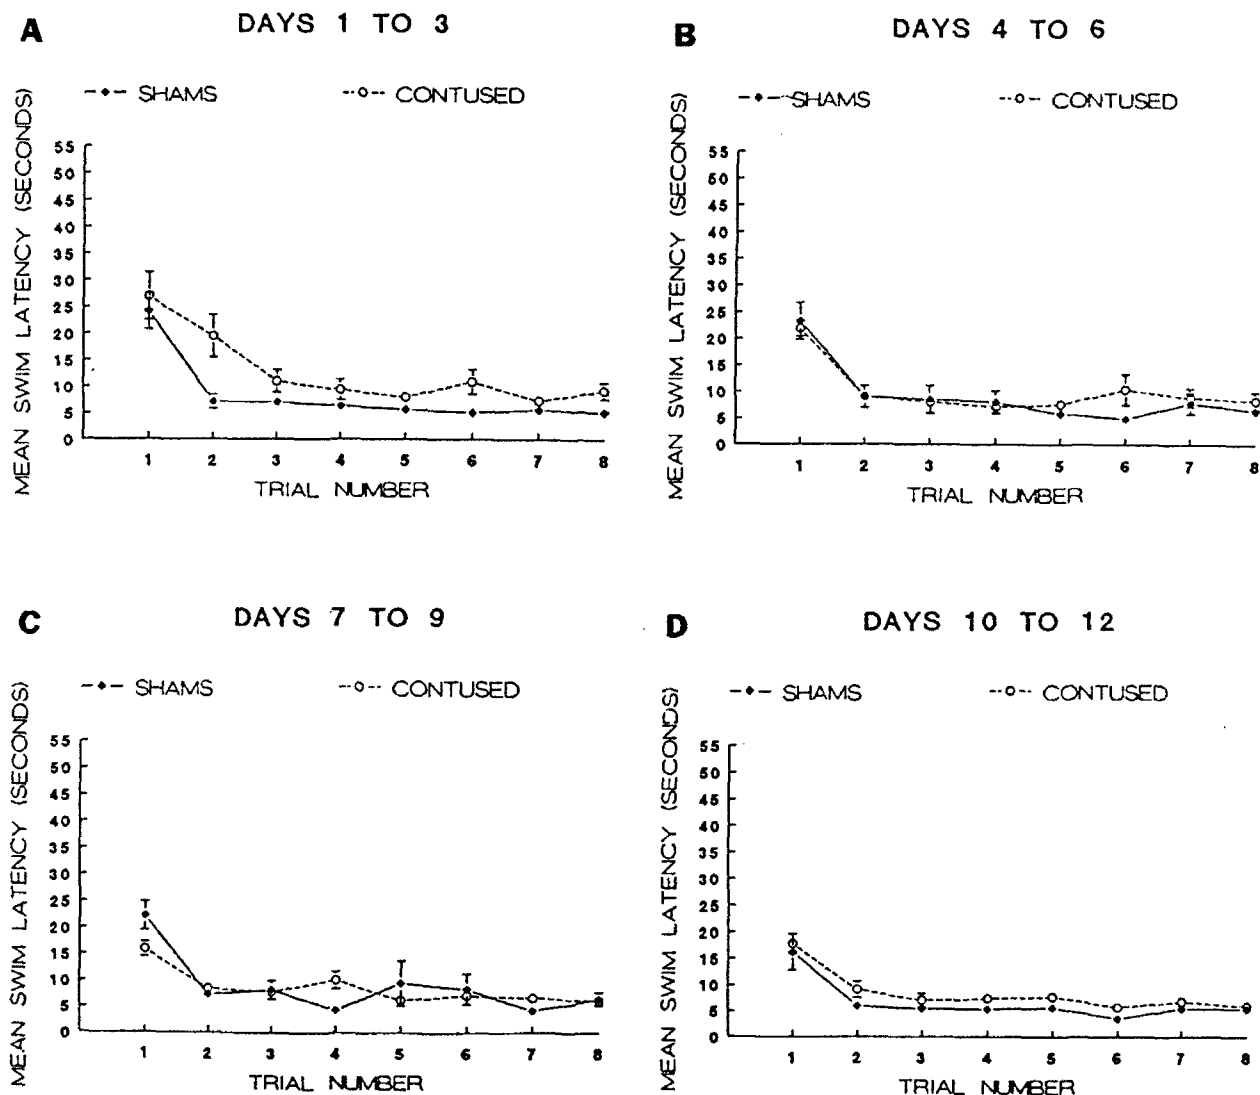 A
DAYS 1 TO 3
SHAMS
CONTUSED
MEAN SWIM LATENCY (SECONDS)
55
50
45
40
35
30
25
20
15
10
5
0
1 2 3 4 5 6 7 8
TRIAL NUMBER
B
DAYS 4 TO 6
SHAMS
CONTUSED
MEAN SWIM LATENCY (SECONDS)
55
50
45
40
35
30
25
20
15
10
5
0
1 2 3 4 5 6 7 8
TRIAL NUMBER
C
DAYS 7 TO 9
SHAMS
CONTUSED
MEAN SWIM LATENCY (SECONDS)
55
50
45
40
35
30
25
20
15
10
5
0
1 2 3 4 5 6 7 8
TRIAL NUMBER
D
DAYS 10 TO 12
SHAMS
CONTUSED
MEAN SWIM LATENCY (SECONDS)
55
50
45
40
35
30
25
20
15
10
5
0
1 2 3 4 5 6 7 8
TRIAL NUMBER